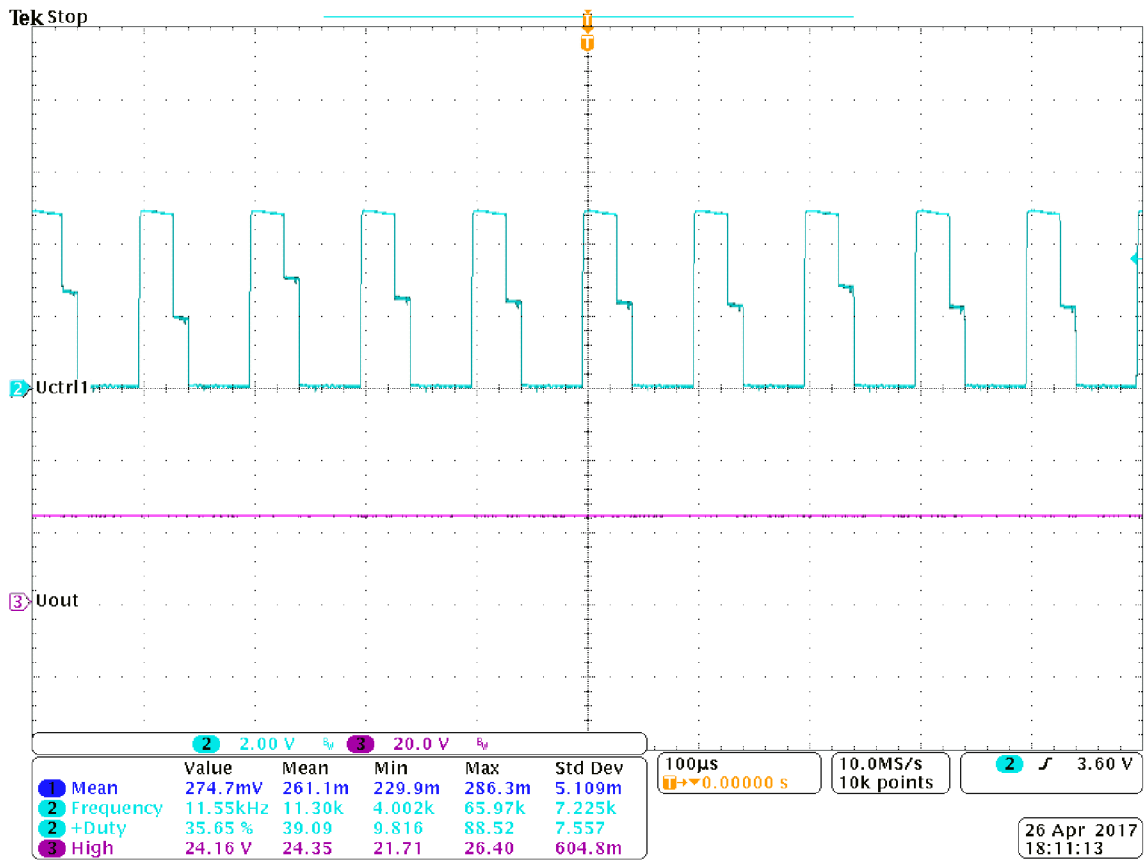 Tek Stop
T
T
2 Uctrl1
3 Uout
2 2.00 V BW 3 20.0 V BW
Value Mean Min Max Std Dev
1 Mean 274.7mV 261.1m 229.9m 286.3m 5.109m
2 Frequency 11.55kHz 11.30k 4.002k 65.97k 7.225k
2 +Duty 35.65 % 39.09 9.816 88.52 7.557
3 High 24.16 V 24.35 21.71 26.40 604.8m
100µs
T→▼0.00000 s
10.0MS/s
10k points
2 ƒ 3.60 V
26 Apr 2017
18:11:13